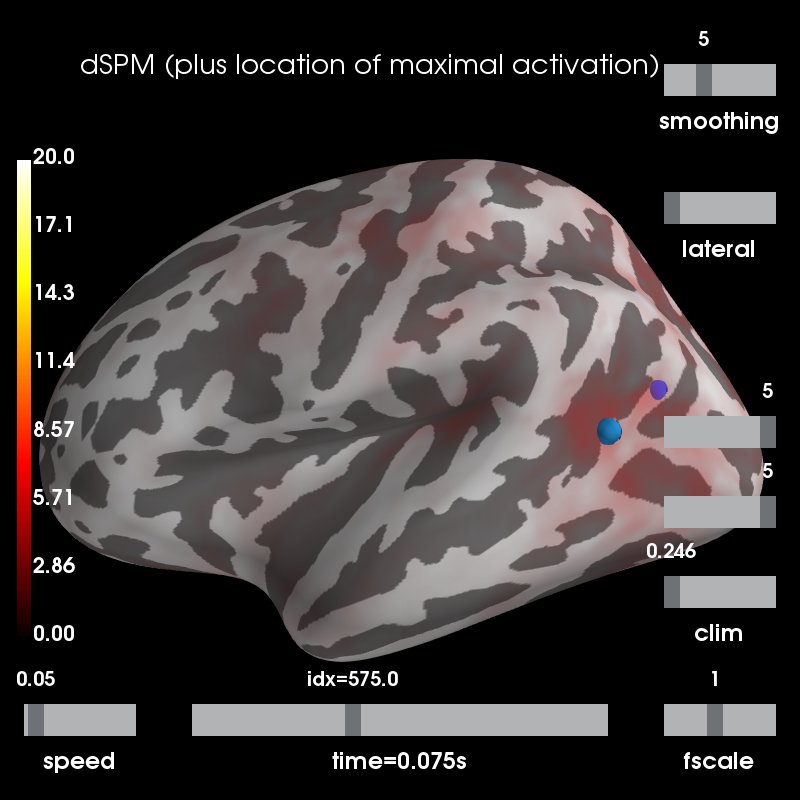 5
dSPM (plus location of maximal activation)
smoothing
20.0
17.1
lateral
14.3
11.4
5
8.57
5
5.71
0.246
2.86
0.00
clim
0.05
idx=575.0
1
speed
time=0.075s
fscale